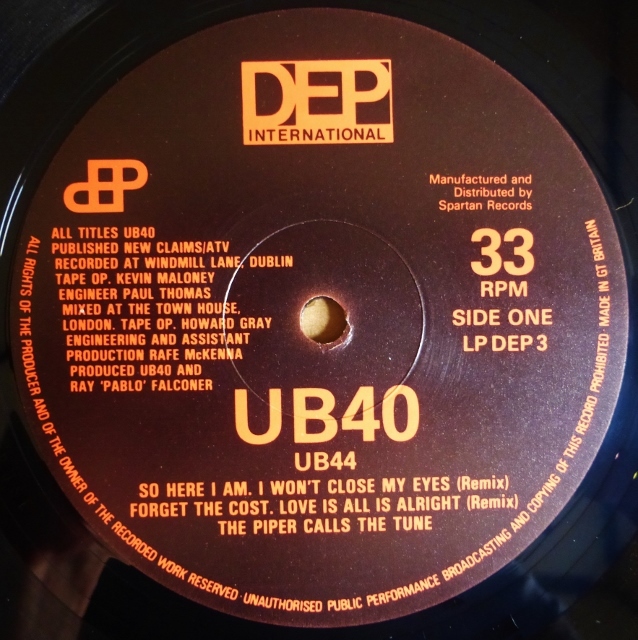 DEP
INTERNATIONAL
dEP
Manufactured and
Distributed by
Spartan Records
ALL TITLES UB40
PUBLISHED NEW CLAIMS/ATV
RECORDED AT WINDMILL LANE, DUBLIN
TAPE OP. KEVIN MALONEY
ENGINEER PAUL THOMAS
MIXED AT THE TOWN HOUSE,
LONDON. TAPE OP. HOWARD GRAY
ENGINEERING AND ASSISTANT
PRODUCTION RAFE McKENNA
PRODUCED UB40 AND
RAY 'PABLO' FALCONER
33
RPM
SIDE ONE
LP DEP 3
UB40
UB44
SO HERE I AM. I WON'T CLOSE MY EYES (Remix)
FORGET THE COST. LOVE IS ALL IS ALRIGHT (Remix)
THE PIPER CALLS THE TUNE
ALL RIGHTS OF THE PRODUCER AND OF THE OWNER OF THE RECORDED WORK RESERVED · UNAUTHORISED PUBLIC PERFORMANCE BROADCASTING AND COPYING OF THIS RECORD PROHIBITED MADE IN GT BRITAIN